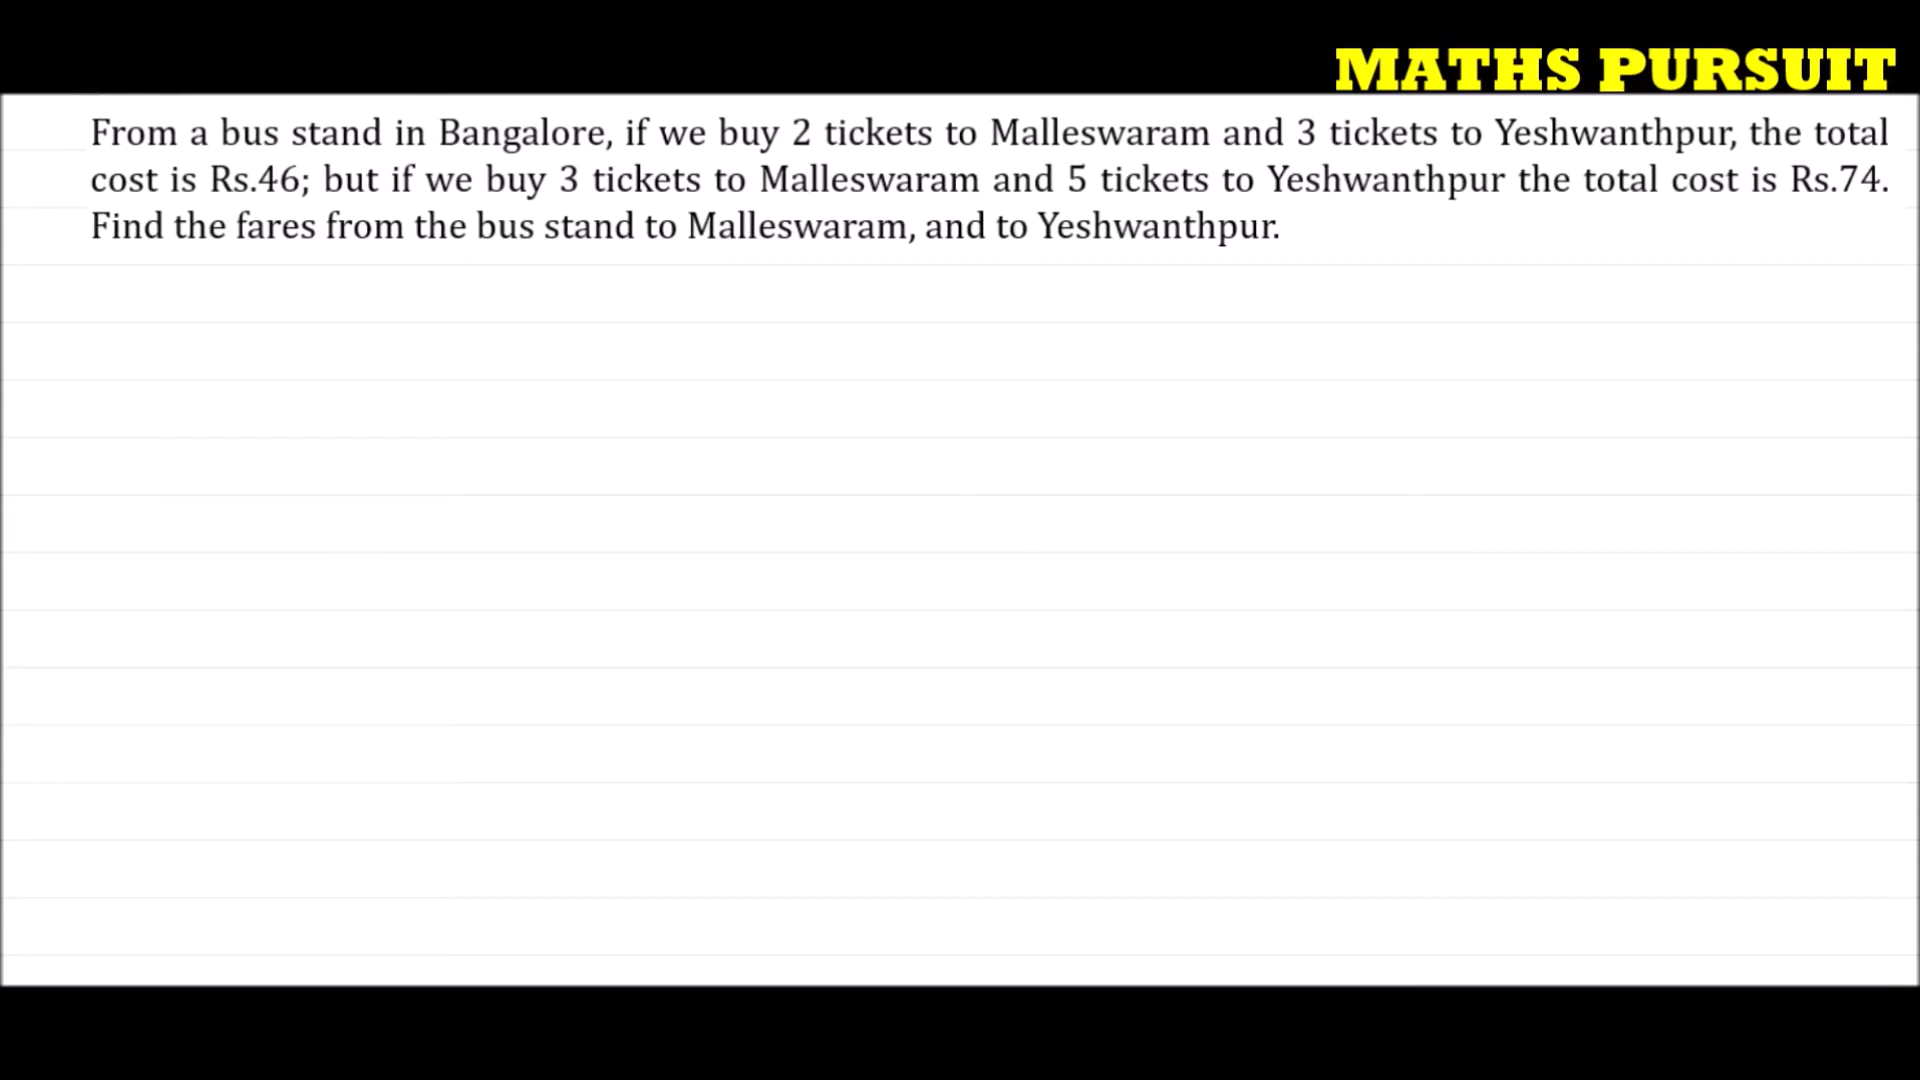 MATHS PURSUIT
From a bus stand in Bangalore, if we buy 2 tickets to Malleswaram and 3 tickets to Yeshwanthpur, the total
cost is Rs.46; but if we buy 3 tickets to Malleswaram and 5 tickets to Yeshwanthpur the total cost is Rs.74.
Find the fares from the bus stand to Malleswaram, and to Yeshwanthpur.